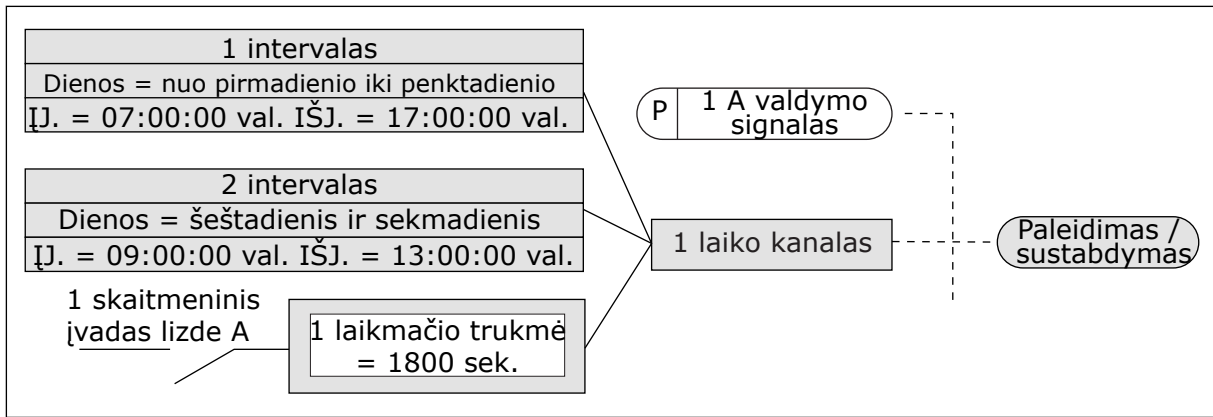 1 intervalas
Dienos = nuo pirmadienio iki penktadienio
ĮJ. = 07:00:00 val. IŠJ. = 17:00:00 val.
2 intervalas
Dienos = šeštadienis ir sekmadienis
ĮJ. = 09:00:00 val. IŠJ. = 13:00:00 val.
1 skaitmeninis
įvadas lizde A
1 laikmačio trukmė
= 1800 sek.
P
1 A valdymo
signalas
1 laiko kanalas
Paleidimas /
sustabdymas